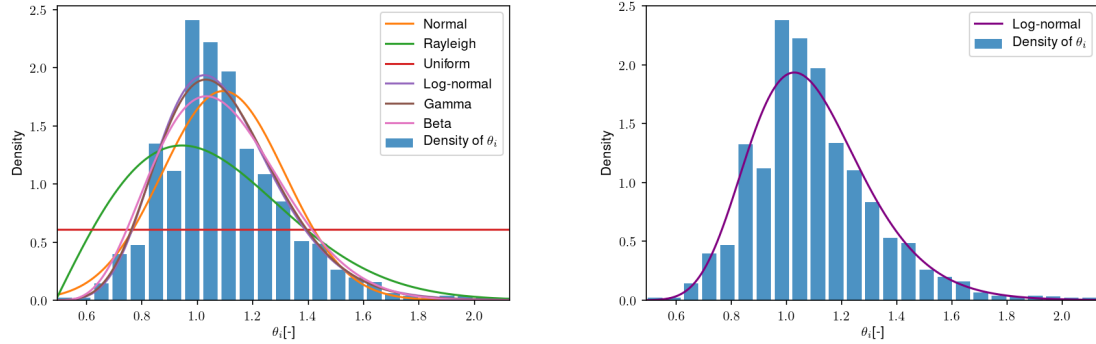 2.5
2.0
1.5
1.0
0.5
0.0
Density
0.6 0.8 1.0 1.2 1.4 1.6 1.8 2.0
θi[-]
Normal
Rayleigh
Uniform
Log-normal
Gamma
Beta
Density of θi
2.5
2.0
1.5
1.0
0.5
0.0
Density
0.6 0.8 1.0 1.2 1.4 1.6 1.8 2.0
θi[-]
Log-normal
Density of θi